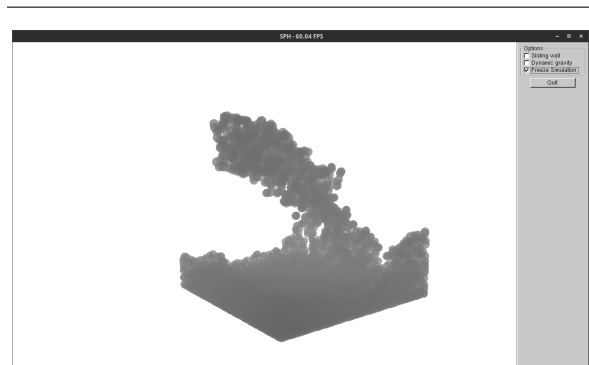 SPH - 60.04 FPS
Options
Sliding wall
Dynamic gravity
Freeze Simulation
Quit